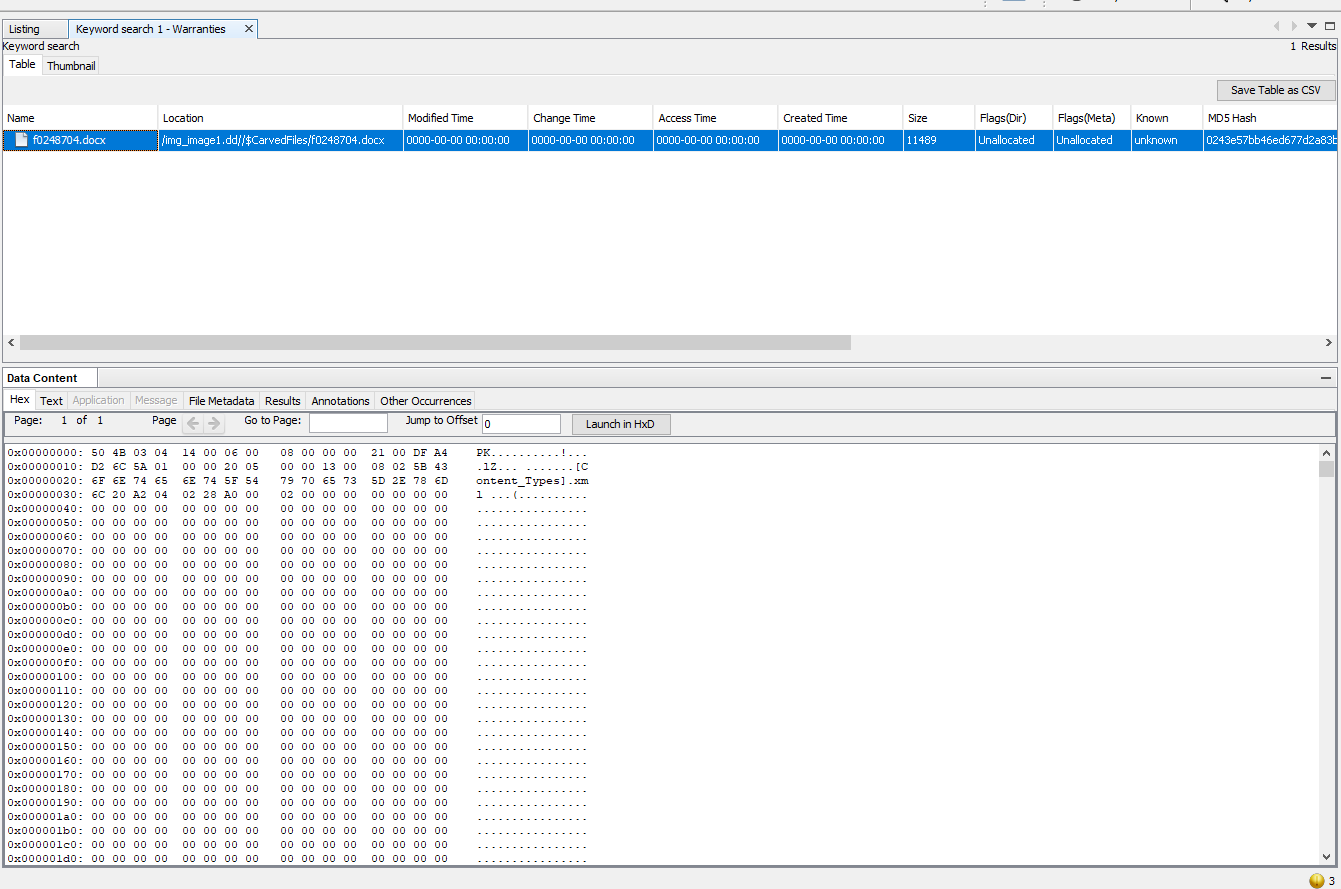 Listing Keyword search 1 - Warranties
Keyword search 1 Results
Table Thumbnail
Save Table as CSV
Name Location Modified Time Change Time Access Time Created Time Size Flags(Dir) Flags(Meta) Known MD5 Hash
f0248704.docx /img_image1.dd//$CarvedFiles/f0248704.docx 0000-00-00 00:00:00 0000-00-00 00:00:00 0000-00-00 00:00:00 0000-00-00 00:00:00 11489 Unallocated Unallocated unknown 0243e57bb46ed677d2a83b
Data Content
Hex Text Application Message File Metadata Results Annotations Other Occurrences
Page: 1 of 1 Page Go to Page: Jump to Offset 0 Launch in HxD
0x00000000: 50 4B 03 04 14 00 06 00 08 00 00 00 21 00 DF A4 PK..........!...
0x00000010: D2 6C 5A 01 00 00 20 05 00 00 13 00 08 02 5B 43 .lZ... .......[C
0x00000020: 6F 6E 74 65 6E 74 5F 54 79 70 65 73 5D 2E 78 6D ontent_Types].xm
0x00000030: 6C 20 A2 04 02 28 A0 00 02 00 00 00 00 00 00 00 l ...(..........
0x00000040: 00 00 00 00 00 00 00 00 00 00 00 00 00 00 00 00 ................
0x00000050: 00 00 00 00 00 00 00 00 00 00 00 00 00 00 00 00 ................
0x00000060: 00 00 00 00 00 00 00 00 00 00 00 00 00 00 00 00 ................
0x00000070: 00 00 00 00 00 00 00 00 00 00 00 00 00 00 00 00 ................
0x00000080: 00 00 00 00 00 00 00 00 00 00 00 00 00 00 00 00 ................
0x00000090: 00 00 00 00 00 00 00 00 00 00 00 00 00 00 00 00 ................
0x000000a0: 00 00 00 00 00 00 00 00 00 00 00 00 00 00 00 00 ................
0x000000b0: 00 00 00 00 00 00 00 00 00 00 00 00 00 00 00 00 ................
0x000000c0: 00 00 00 00 00 00 00 00 00 00 00 00 00 00 00 00 ................
0x000000d0: 00 00 00 00 00 00 00 00 00 00 00 00 00 00 00 00 ................
0x000000e0: 00 00 00 00 00 00 00 00 00 00 00 00 00 00 00 00 ................
0x000000f0: 00 00 00 00 00 00 00 00 00 00 00 00 00 00 00 00 ................
0x00000100: 00 00 00 00 00 00 00 00 00 00 00 00 00 00 00 00 ................
0x00000110: 00 00 00 00 00 00 00 00 00 00 00 00 00 00 00 00 ................
0x00000120: 00 00 00 00 00 00 00 00 00 00 00 00 00 00 00 00 ................
0x00000130: 00 00 00 00 00 00 00 00 00 00 00 00 00 00 00 00 ................
0x00000140: 00 00 00 00 00 00 00 00 00 00 00 00 00 00 00 00 ................
0x00000150: 00 00 00 00 00 00 00 00 00 00 00 00 00 00 00 00 ................
0x00000160: 00 00 00 00 00 00 00 00 00 00 00 00 00 00 00 00 ................
0x00000170: 00 00 00 00 00 00 00 00 00 00 00 00 00 00 00 00 ................
0x00000180: 00 00 00 00 00 00 00 00 00 00 00 00 00 00 00 00 ................
0x00000190: 00 00 00 00 00 00 00 00 00 00 00 00 00 00 00 00 ................
0x000001a0: 00 00 00 00 00 00 00 00 00 00 00 00 00 00 00 00 ................
0x000001b0: 00 00 00 00 00 00 00 00 00 00 00 00 00 00 00 00 ................
0x000001c0: 00 00 00 00 00 00 00 00 00 00 00 00 00 00 00 00 ................
0x000001d0: 00 00 00 00 00 00 00 00 00 00 00 00 00 00 00 00 ................
3